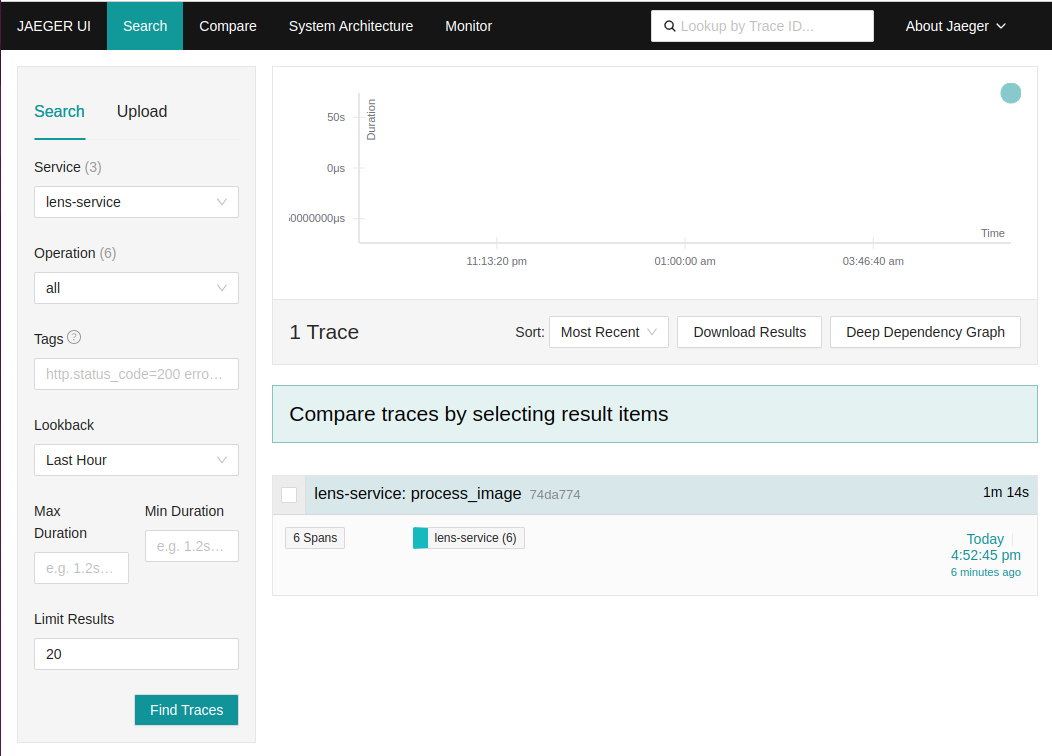 JAEGER UI Search Compare System Architecture Monitor Lookup by Trace ID... About Jaeger
Search Upload
Service (3)
lens-service
Operation (6)
all
Tags ?
http.status_code=200 erro…
Lookback
Last Hour
Max Duration
e.g. 1.2s…
Min Duration
e.g. 1.2s…
Limit Results
20
Find Traces
Duration
50s
0μs
50000000μs
Time
11:13:20 pm 01:00:00 am 03:46:40 am
1 Trace Sort: Most Recent Download Results Deep Dependency Graph
Compare traces by selecting result items
lens-service: process_image 74da774 1m 14s
6 Spans lens-service (6) Today
4:52:45 pm
6 minutes ago